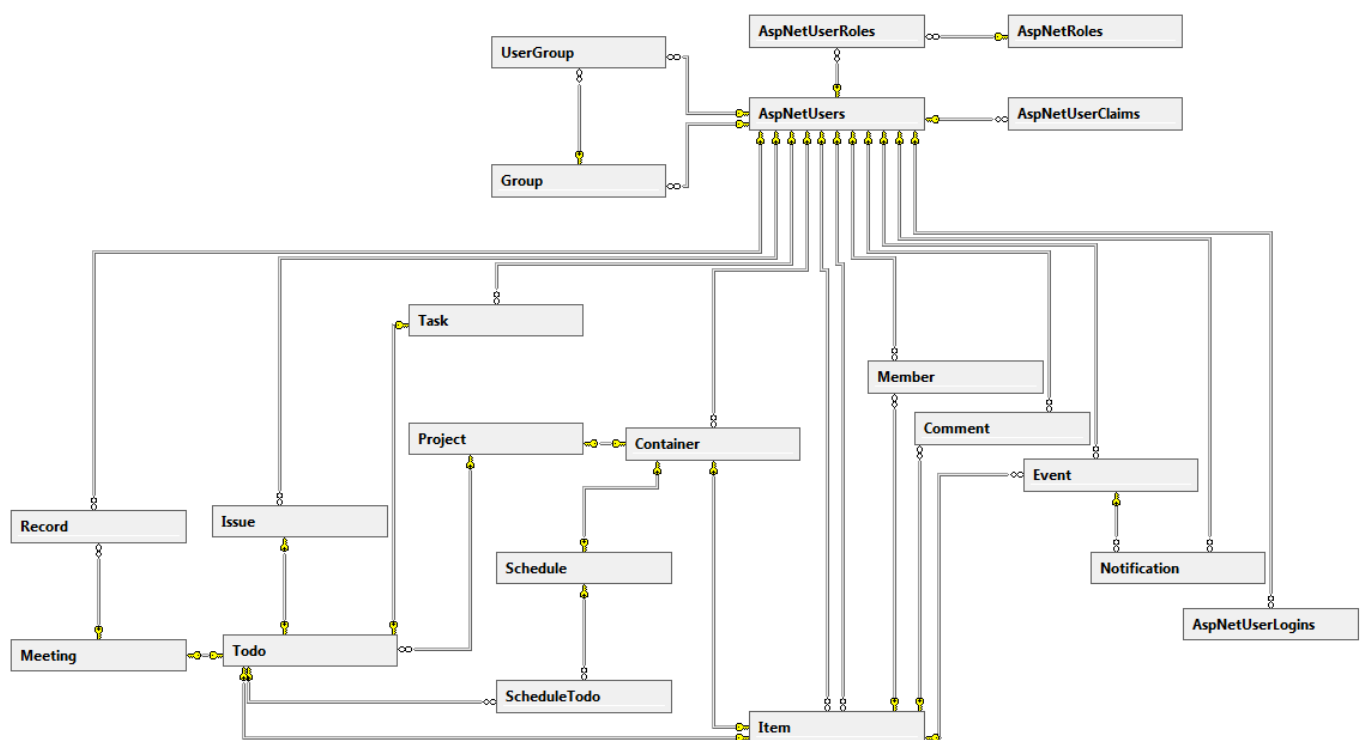 AspNetUserRoles
AspNetRoles
UserGroup
AspNetUsers
AspNetUserClaims
Group
Task
Member
Project
Container
Comment
Event
Record
Issue
Schedule
Notification
AspNetUserLogins
Meeting
Todo
ScheduleTodo
Item